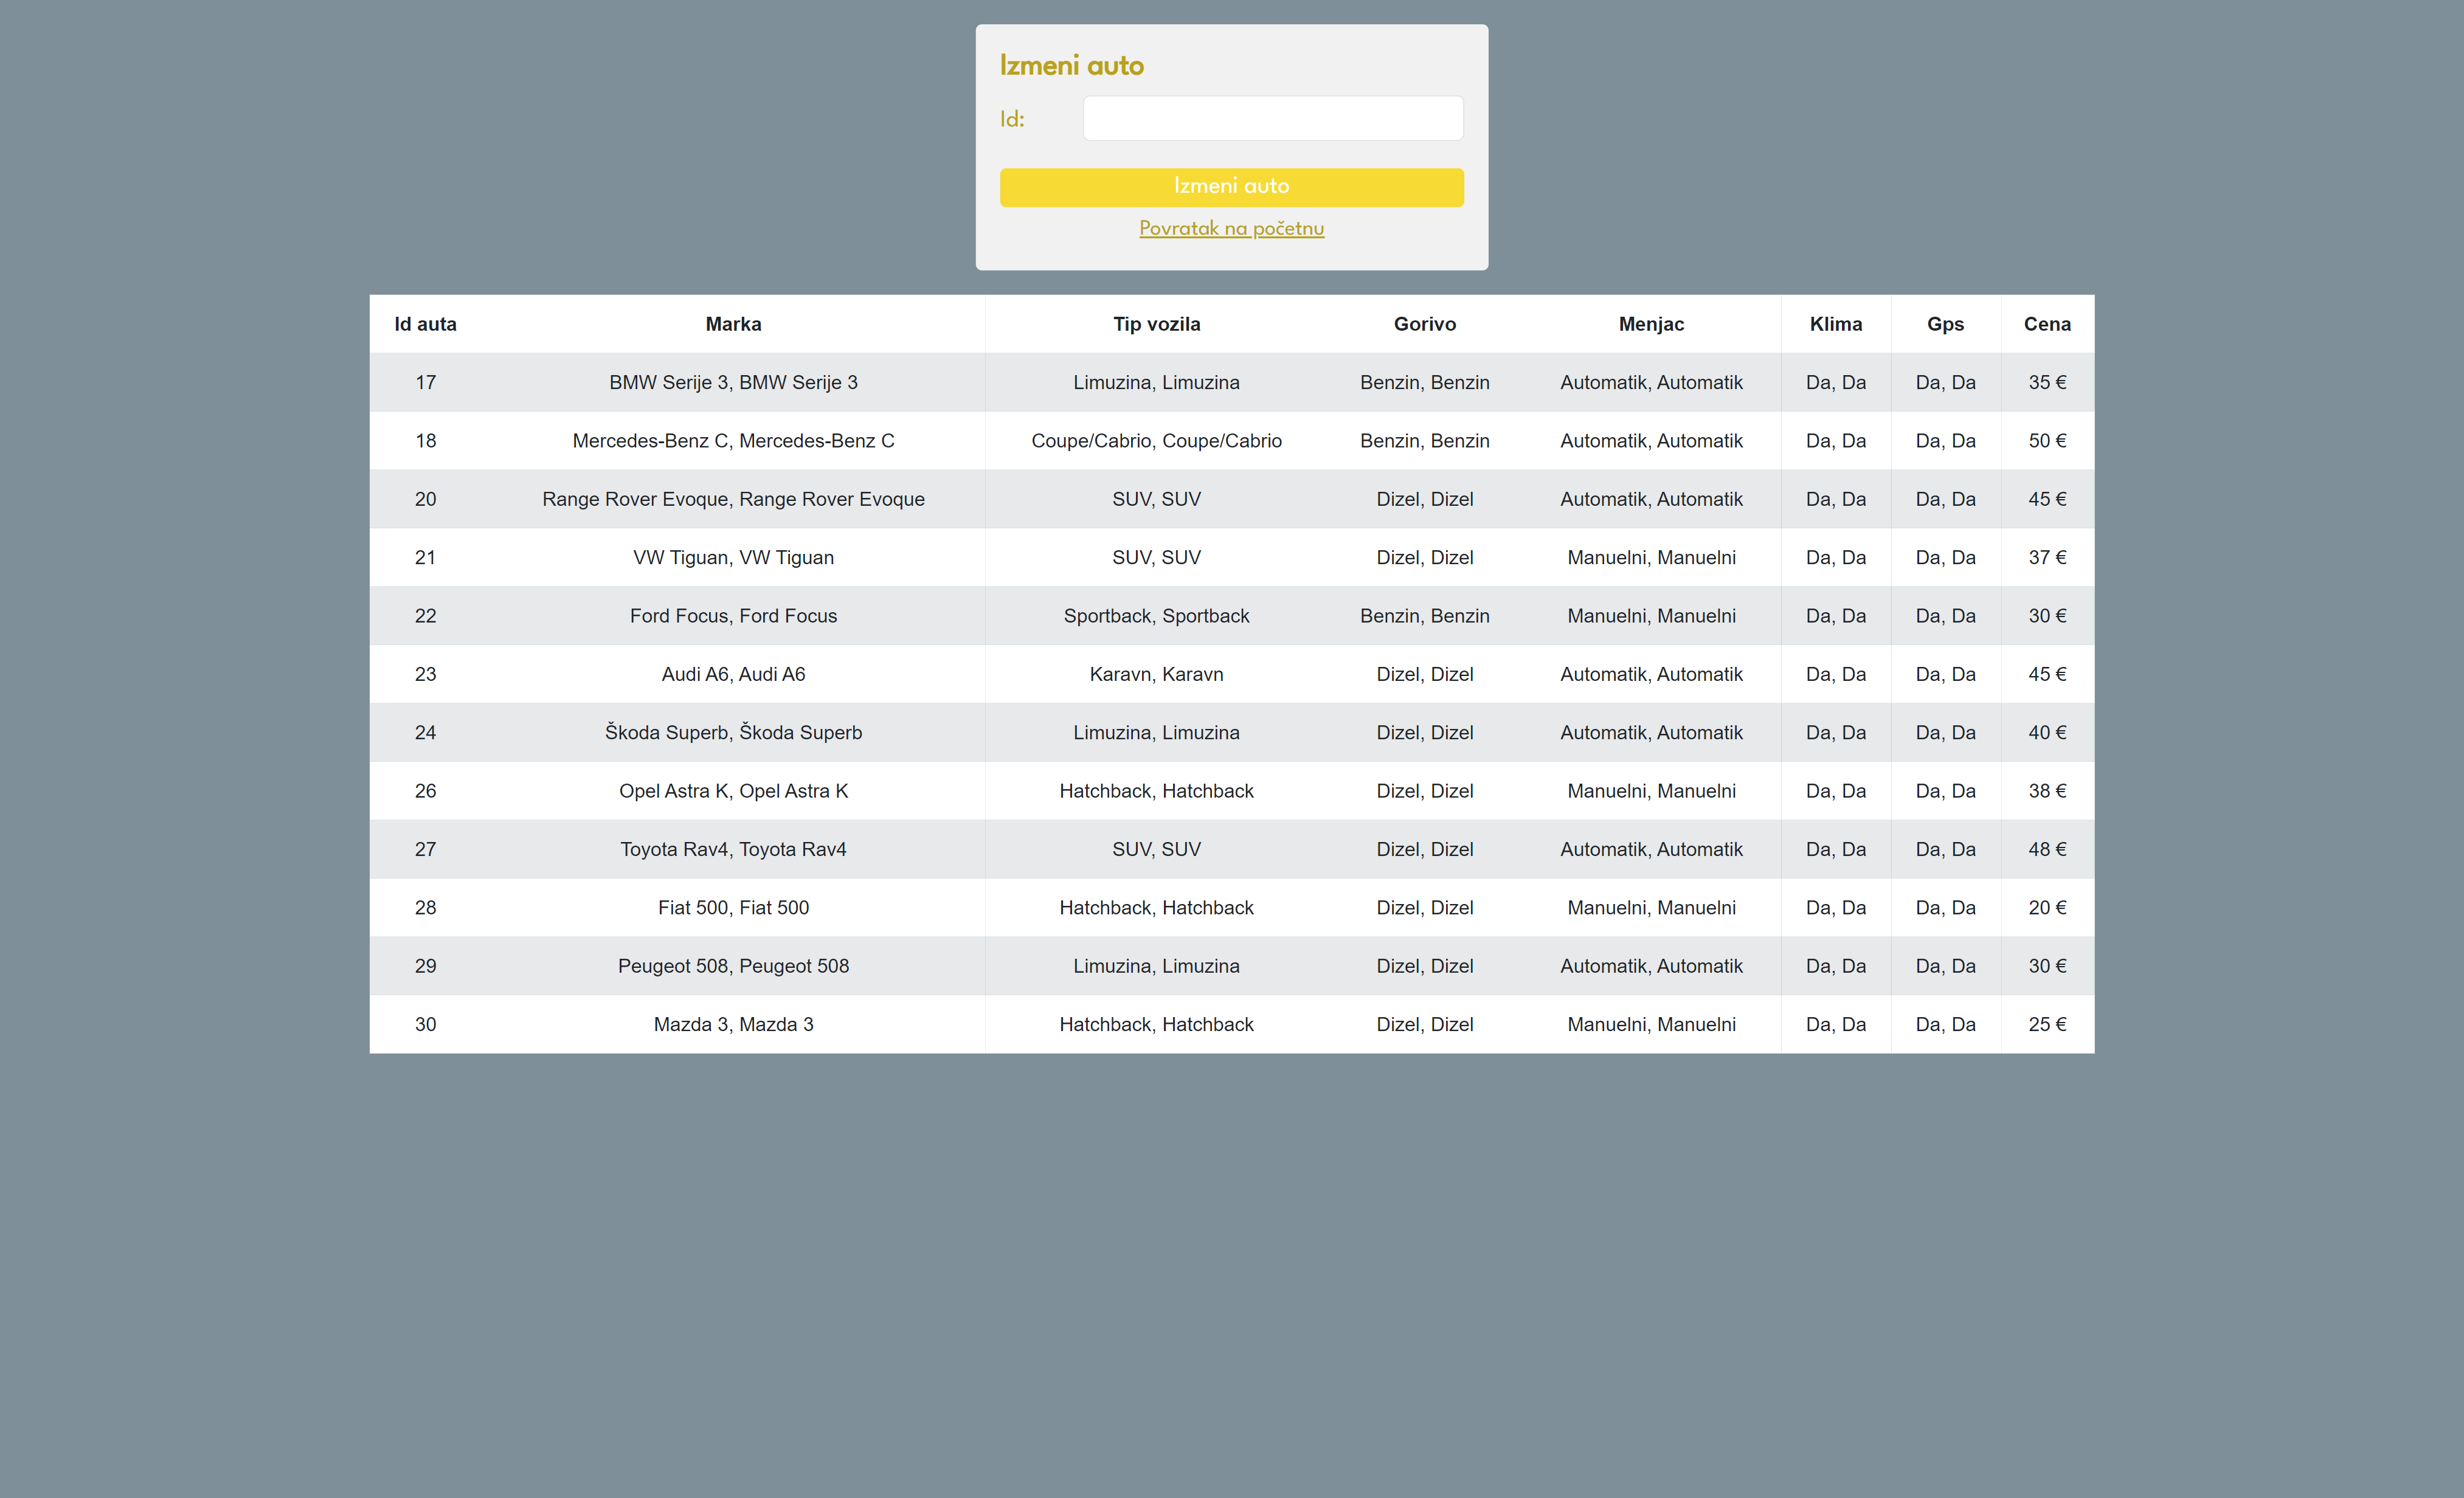 Izmeni auto
Id:
Izmeni auto
Povratak na početnu
Id auta Marka Tip vozila Gorivo Menjac Klima Gps Cena
17 BMW Serije 3, BMW Serije 3 Limuzina, Limuzina Benzin, Benzin Automatik, Automatik Da, Da Da, Da 35 €
18 Mercedes-Benz C, Mercedes-Benz C Coupe/Cabrio, Coupe/Cabrio Benzin, Benzin Automatik, Automatik Da, Da Da, Da 50 €
20 Range Rover Evoque, Range Rover Evoque SUV, SUV Dizel, Dizel Automatik, Automatik Da, Da Da, Da 45 €
21 VW Tiguan, VW Tiguan SUV, SUV Dizel, Dizel Manuelni, Manuelni Da, Da Da, Da 37 €
22 Ford Focus, Ford Focus Sportback, Sportback Benzin, Benzin Manuelni, Manuelni Da, Da Da, Da 30 €
23 Audi A6, Audi A6 Karavn, Karavn Dizel, Dizel Automatik, Automatik Da, Da Da, Da 45 €
24 Škoda Superb, Škoda Superb Limuzina, Limuzina Dizel, Dizel Automatik, Automatik Da, Da Da, Da 40 €
26 Opel Astra K, Opel Astra K Hatchback, Hatchback Dizel, Dizel Manuelni, Manuelni Da, Da Da, Da 38 €
27 Toyota Rav4, Toyota Rav4 SUV, SUV Dizel, Dizel Automatik, Automatik Da, Da Da, Da 48 €
28 Fiat 500, Fiat 500 Hatchback, Hatchback Dizel, Dizel Manuelni, Manuelni Da, Da Da, Da 20 €
29 Peugeot 508, Peugeot 508 Limuzina, Limuzina Dizel, Dizel Automatik, Automatik Da, Da Da, Da 30 €
30 Mazda 3, Mazda 3 Hatchback, Hatchback Dizel, Dizel Manuelni, Manuelni Da, Da Da, Da 25 €